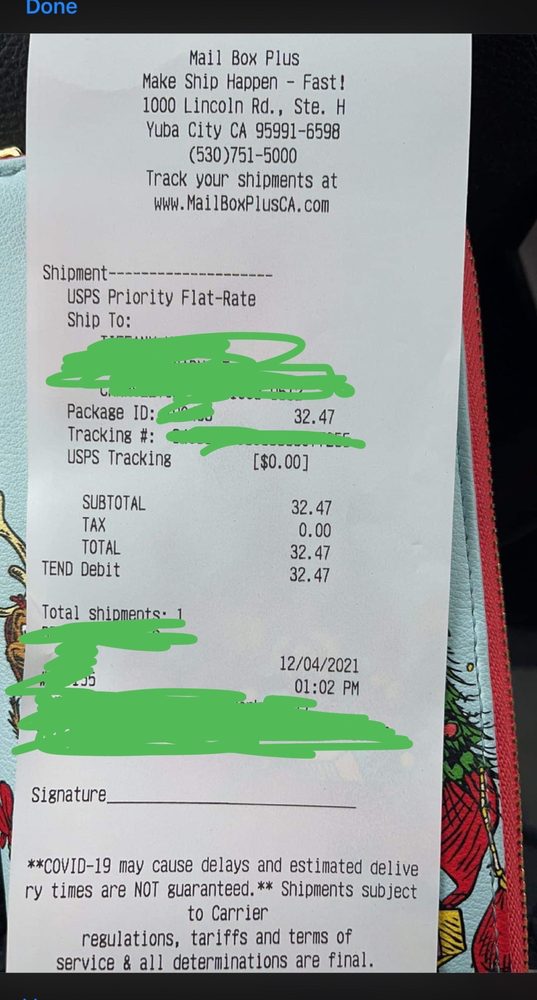 Done
Mail Box Plus
Make Ship Happen - Fast!
1000 Lincoln Rd., Ste. H
Yuba City CA 95991-6598
(530)751-5000
Track your shipments at
www.MailBoxPlusCA.com
Shipment--------------------
USPS Priority Flat-Rate
Ship To:
Package ID: 32.47
Tracking #:
USPS Tracking [$0.00]
SUBTOTAL 32.47
TAX 0.00
TOTAL 32.47
TEND Debit 32.47
Total shipments: 1
12/04/2021
01:02 PM
Signature
**COVID-19 may cause delays and estimated delive
ry times are NOT guaranteed.** Shipments subject
to Carrier
regulations, tariffs and terms of
service & all determinations are final.